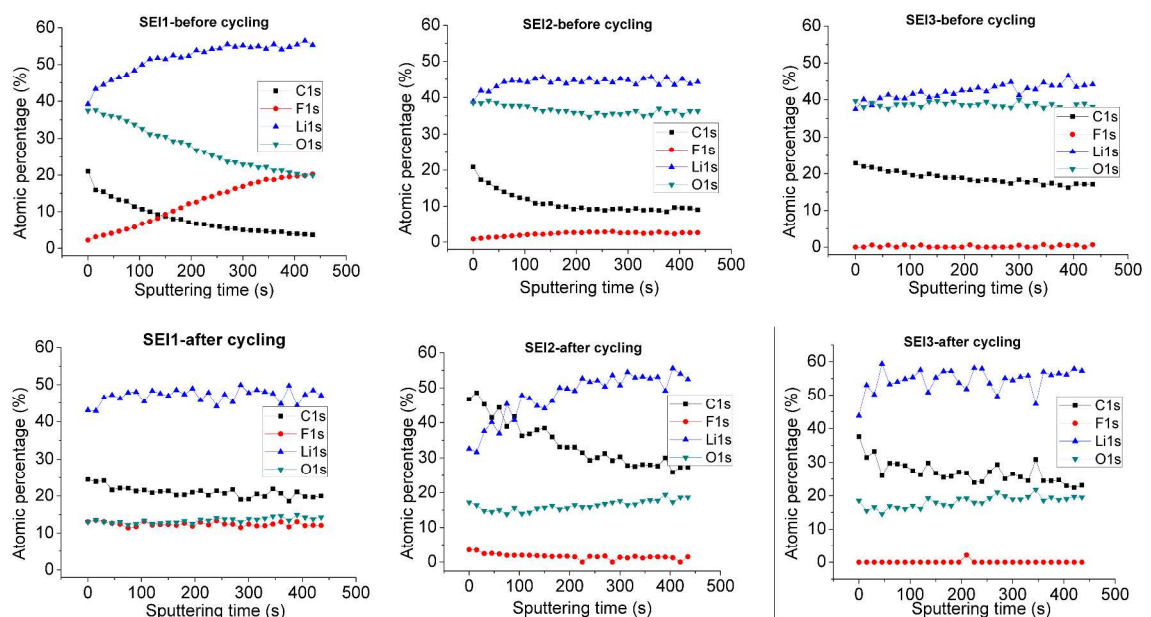 SEI1-before cycling
Atomic percentage (%)
60
50
40
30
20
10
0
C1s
F1s
Li1s
O1s
0 100 200 300 400 500
Sputtering time (s)
SEI2-before cycling
Atomic percentage (%)
60
50
40
30
20
10
0
C1s
F1s
Li1s
O1s
0 100 200 300 400 500
Sputtering time (s)
SEI3-before cycling
Atomic percentage (%)
60
50
40
30
20
10
0
C1s
F1s
Li1s
O1s
0 100 200 300 400 500
Sputtering time (s)
SEI1-after cycling
Atomic percentage (%)
60
50
40
30
20
10
0
C1s
F1s
Li1s
O1s
0 100 200 300 400 500
Sputtering time (s)
SEI2-after cycling
Atomic percentage (%)
60
50
40
30
20
10
0
C1s
F1s
Li1s
O1s
0 100 200 300 400 500
Sputtering time (s)
SEI3-after cycling
Atomic percentage (%)
60
50
40
30
20
10
0
C1s
F1s
Li1s
O1s
0 100 200 300 400 500
Sputtering time (s)